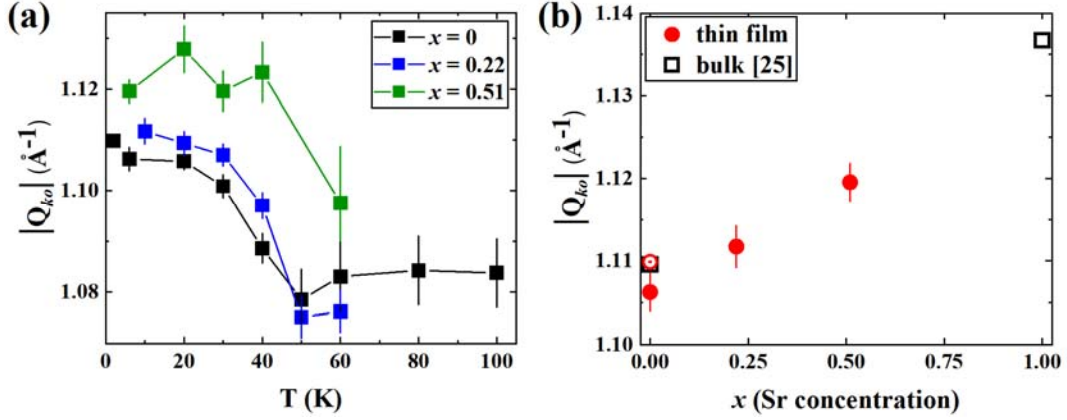 (a)
|Q_ko| (Å⁻¹)
1.12
1.10
1.08
x = 0
x = 0.22
x = 0.51
0 20 40 60 80 100
T (K)
(b)
|Q_ko| (Å⁻¹)
1.14
1.13
1.12
1.11
1.10
thin film
bulk [25]
0.00 0.25 0.50 0.75 1.00
x (Sr concentration)